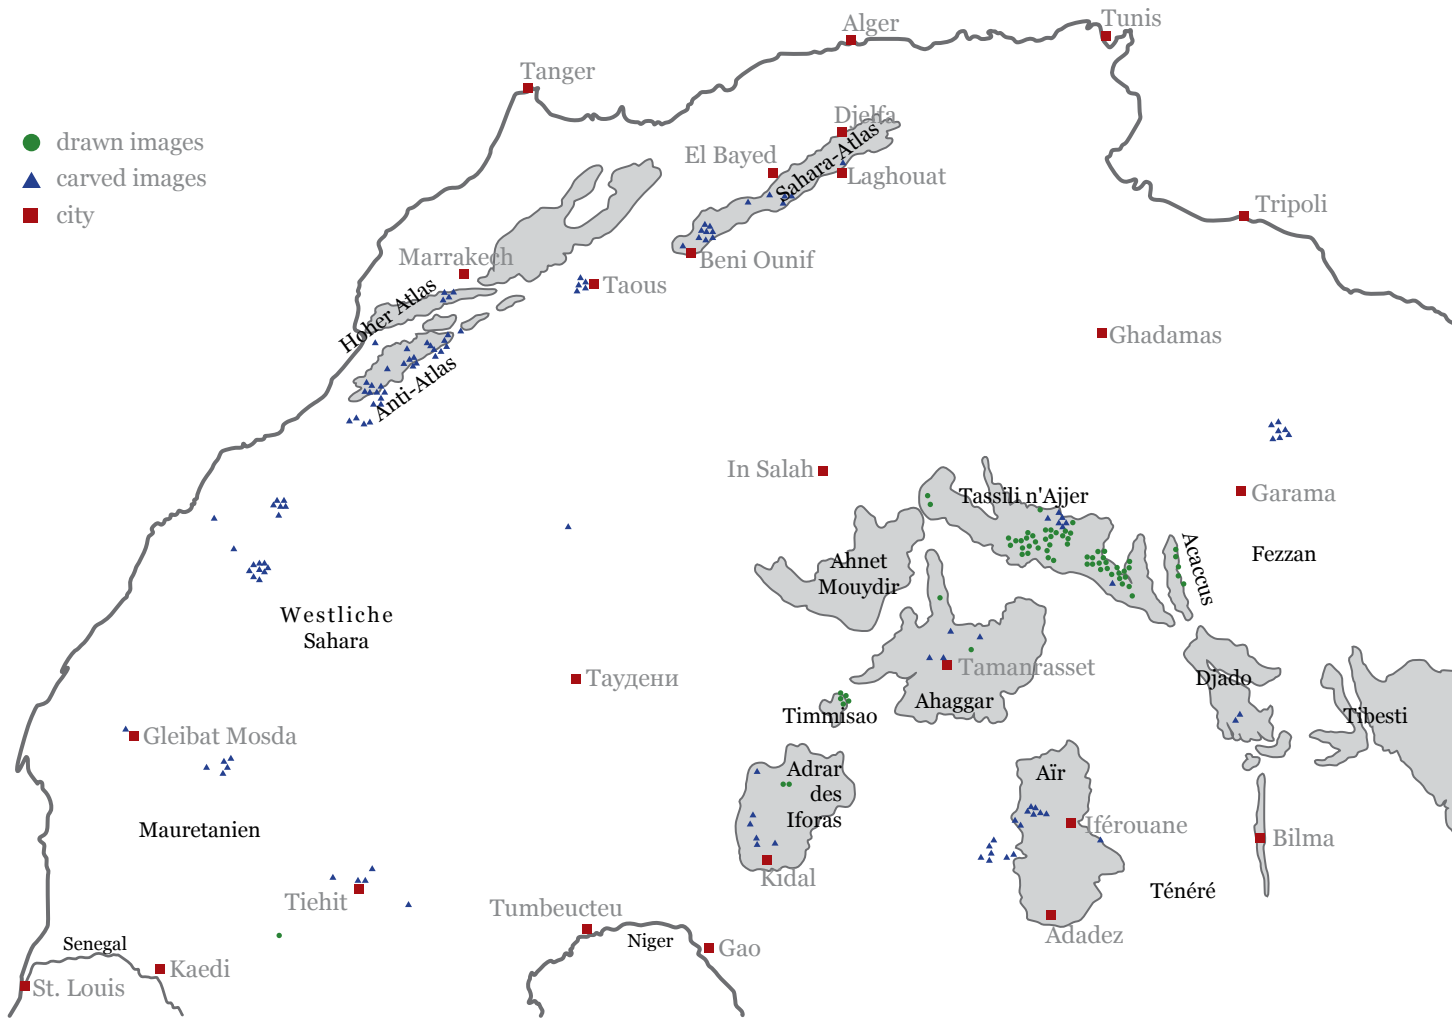 Alger
Tunis
Tanger
drawn images
carved images
city
Djelfa
El Bayed
Sahara-Atlas
Laghouat
Tripoli
Marrakech
Beni Ounif
Taous
Hoher Atlas
Ghadamas
Anti-Atlas
In Salah
Tassili n'Ajjer
Garama
Acaccus
Fezzan
Ahnet
Mouydir
Westliche
Sahara
Tamanrasset
Таудени
Djado
Ahaggar
Timmisao
Tibesti
Gleibat Mosda
Adrar
des
Iforas
Aïr
Mauretanien
Iférouane
Bilma
Kidal
Ténéré
Tiehit
Tumbeucteu
Niger
Gao
Adadez
Senegal
Kaedi
St. Louis